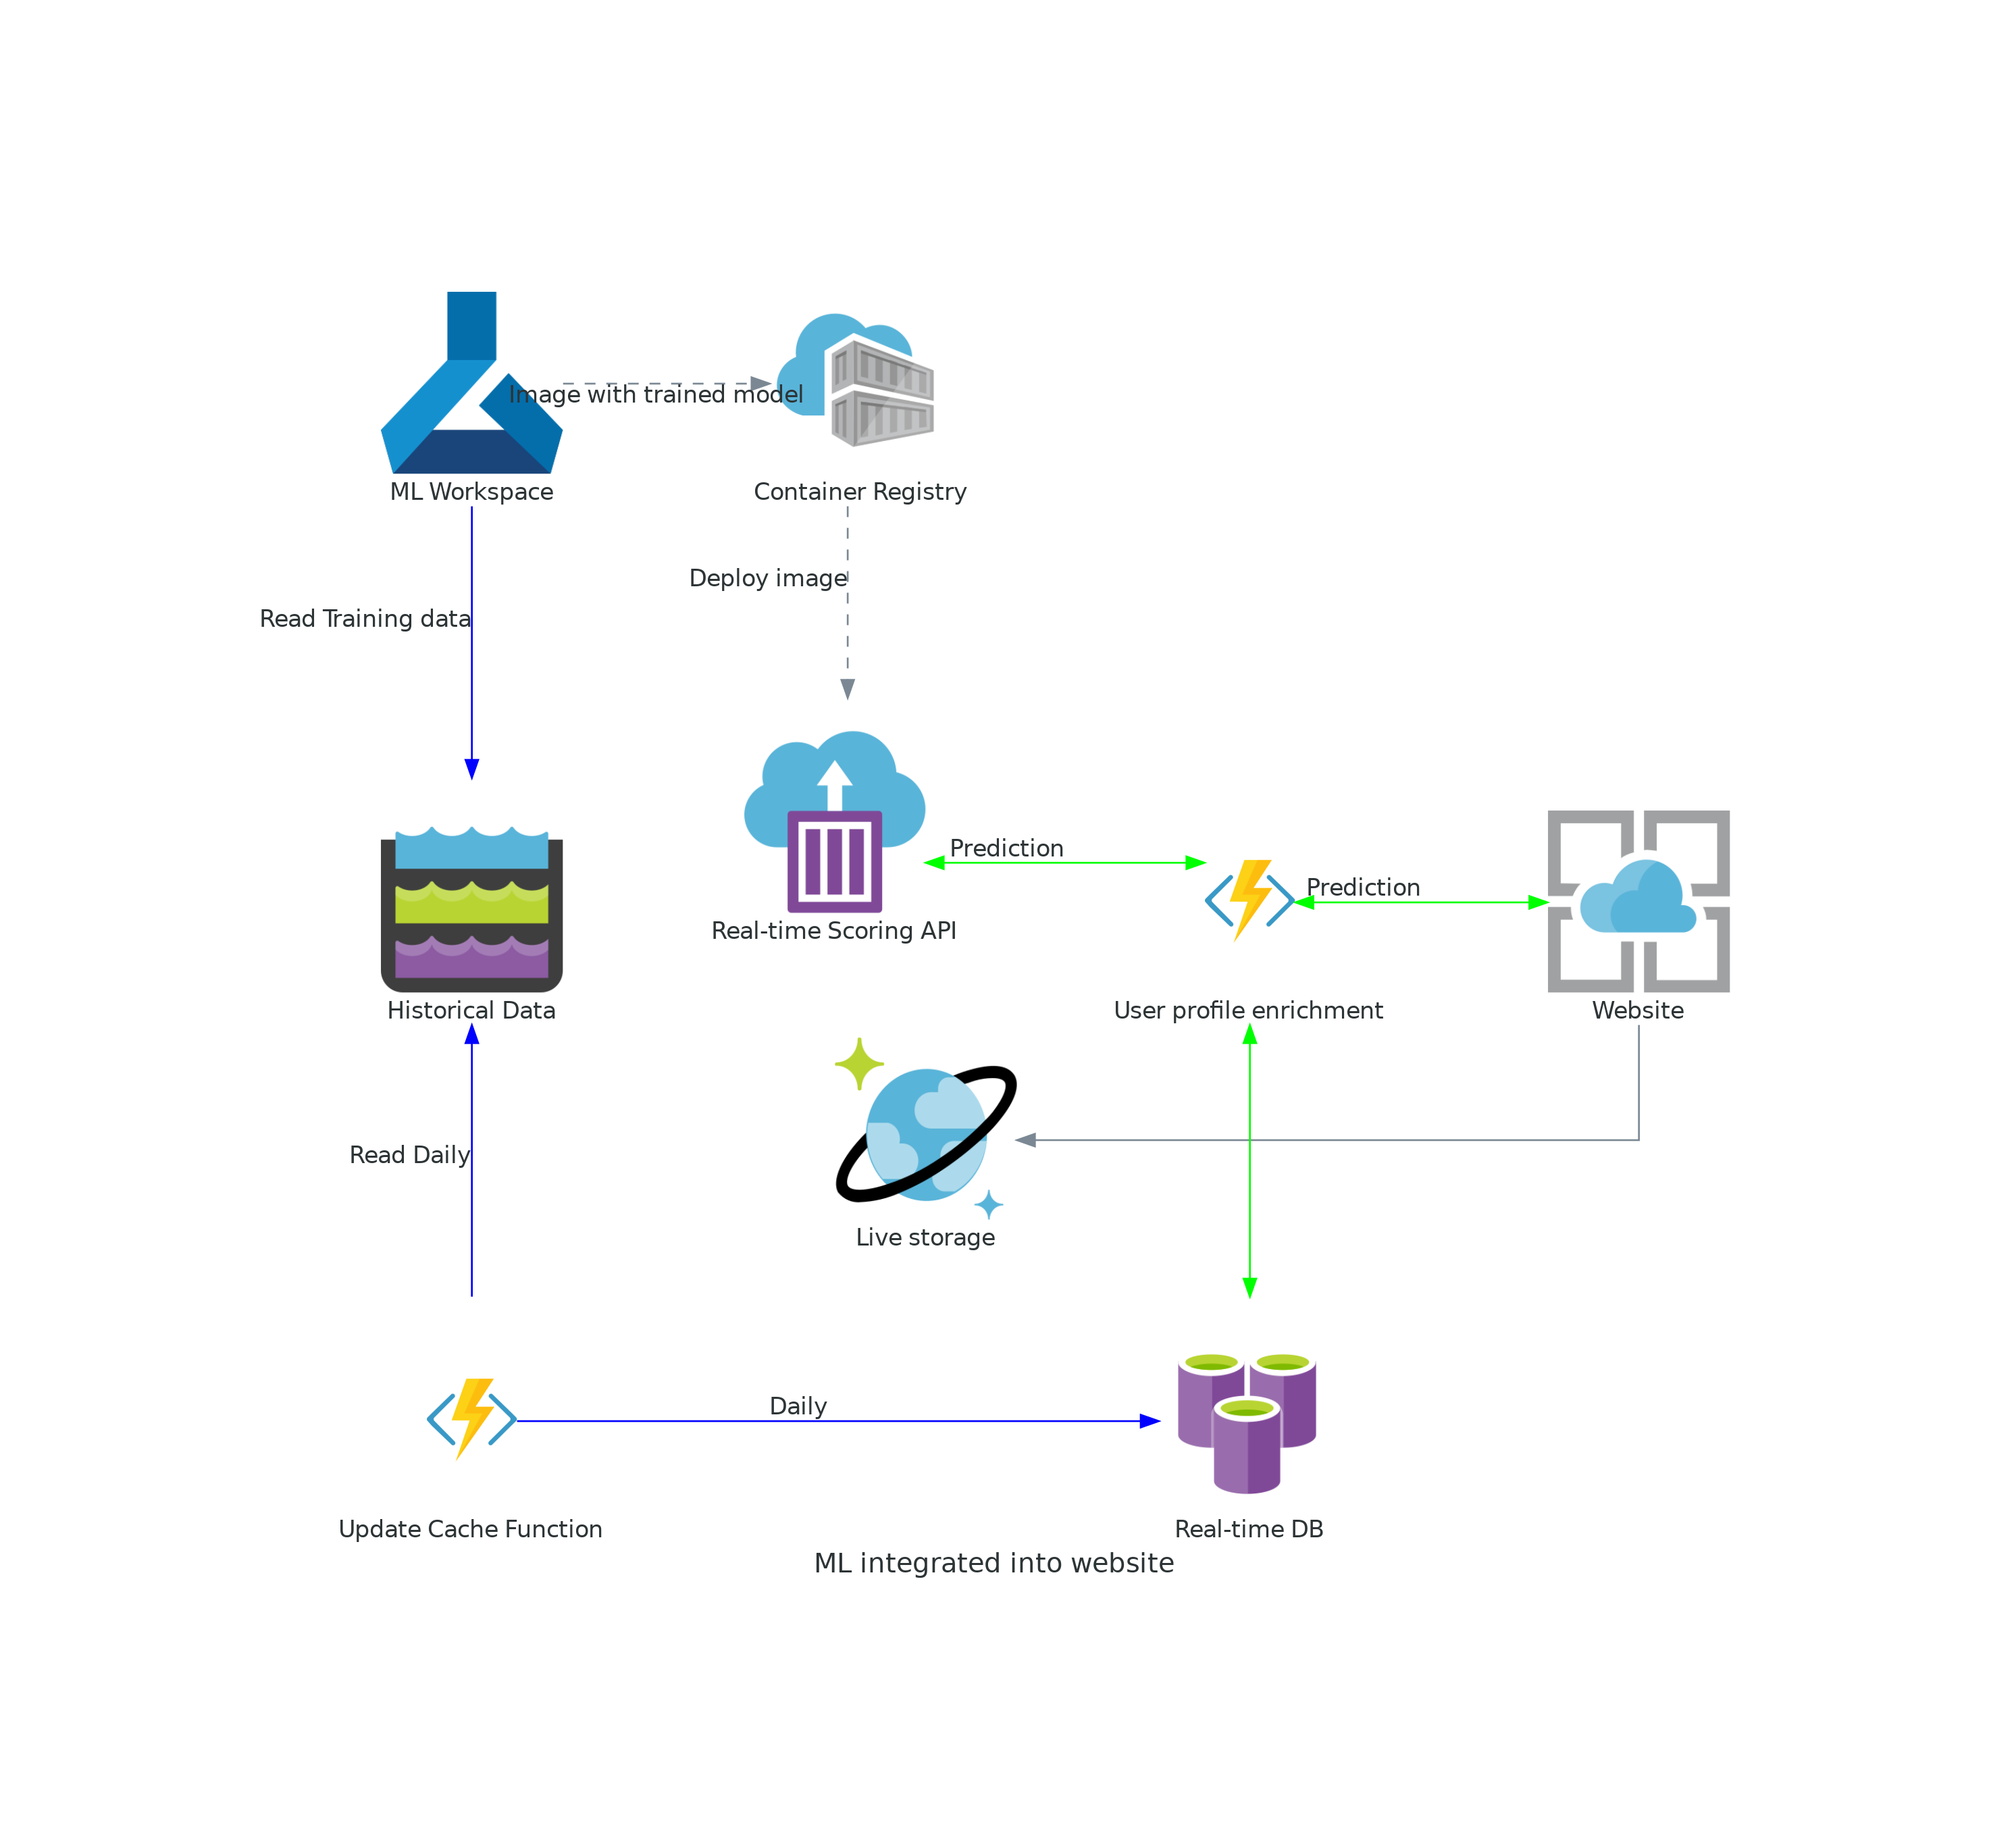 Image with trained model
ML Workspace
Container Registry
Deploy image
Read Training data
Prediction
Prediction
Real-time Scoring API
Historical Data
User profile enrichment
Website
Read Daily
Live storage
Daily
Update Cache Function
Real-time DB
ML integrated into website